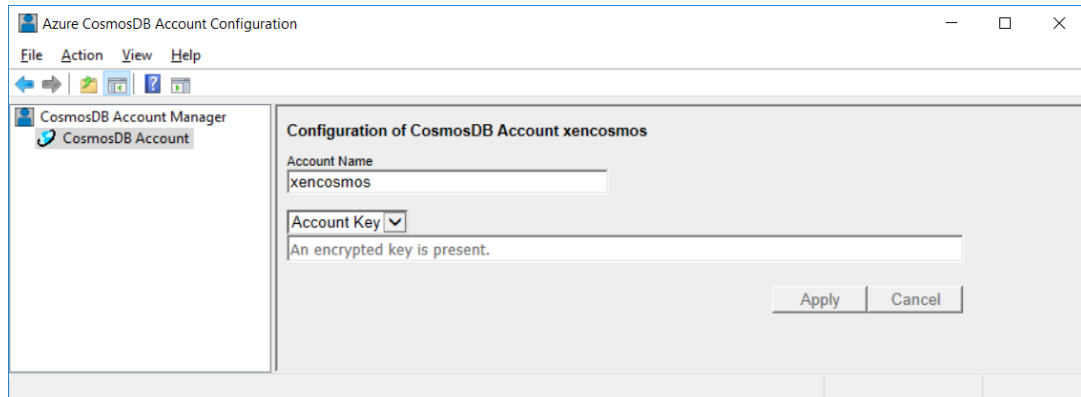 Azure CosmosDB Account Configuration
File Action View Help
?
CosmosDB Account Manager
CosmosDB Account
Configuration of CosmosDB Account xencosmos
Account Name
xencosmos
Account Key
An encrypted key is present.
Apply Cancel